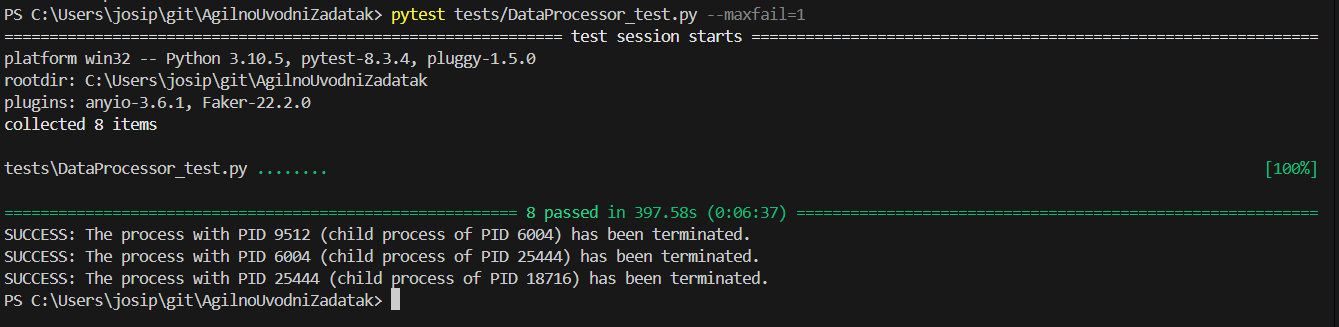 PS C:\Users\josip\git\AgilnoUvodniZadatak> pytest tests/DataProcessor_test.py --maxfail=1
============================================================== test session starts ===============================================================
platform win32 -- Python 3.10.5, pytest-8.3.4, pluggy-1.5.0
rootdir: C:\Users\josip\git\AgilnoUvodniZadatak
plugins: anyio-3.6.1, Faker-22.2.0
collected 8 items
tests\DataProcessor_test.py ........ [100%]
========================================================= 8 passed in 397.58s (0:06:37) ==========================================================
SUCCESS: The process with PID 9512 (child process of PID 6004) has been terminated.
SUCCESS: The process with PID 6004 (child process of PID 25444) has been terminated.
SUCCESS: The process with PID 25444 (child process of PID 18716) has been terminated.
PS C:\Users\josip\git\AgilnoUvodniZadatak>